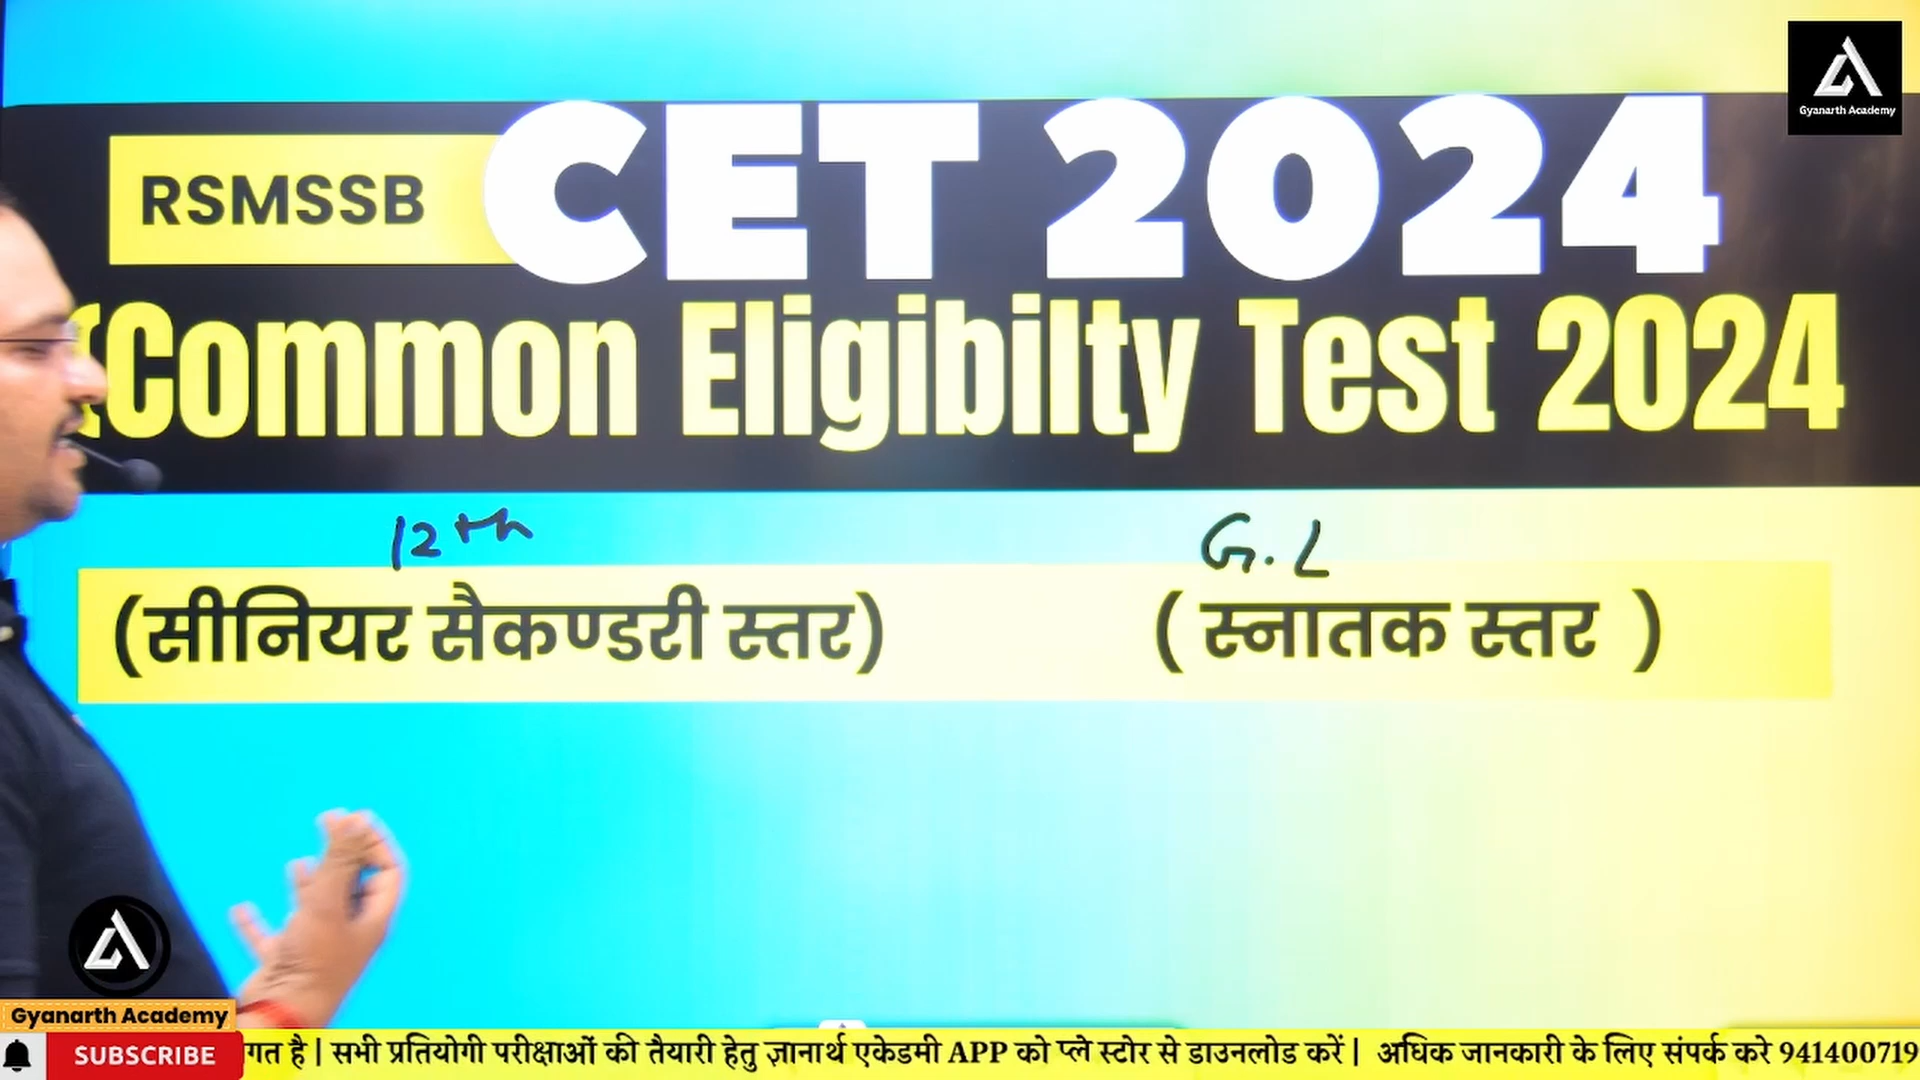 Gyanarth Academy
RSMSSB
CET 2024
(Common Eligibilty Test 2024
12th
G.L
(सीनियर सैकण्डरी स्तर)
( स्नातक स्तर )
Gyanarth Academy
SUBSCRIBE
गत है | सभी प्रतियोगी परीक्षाओं की तैयारी हेतु ज्ञानार्थ एकेडमी APP को प्ले स्टोर से डाउनलोड करें | अधिक जानकारी के लिए संपर्क करे 941400719